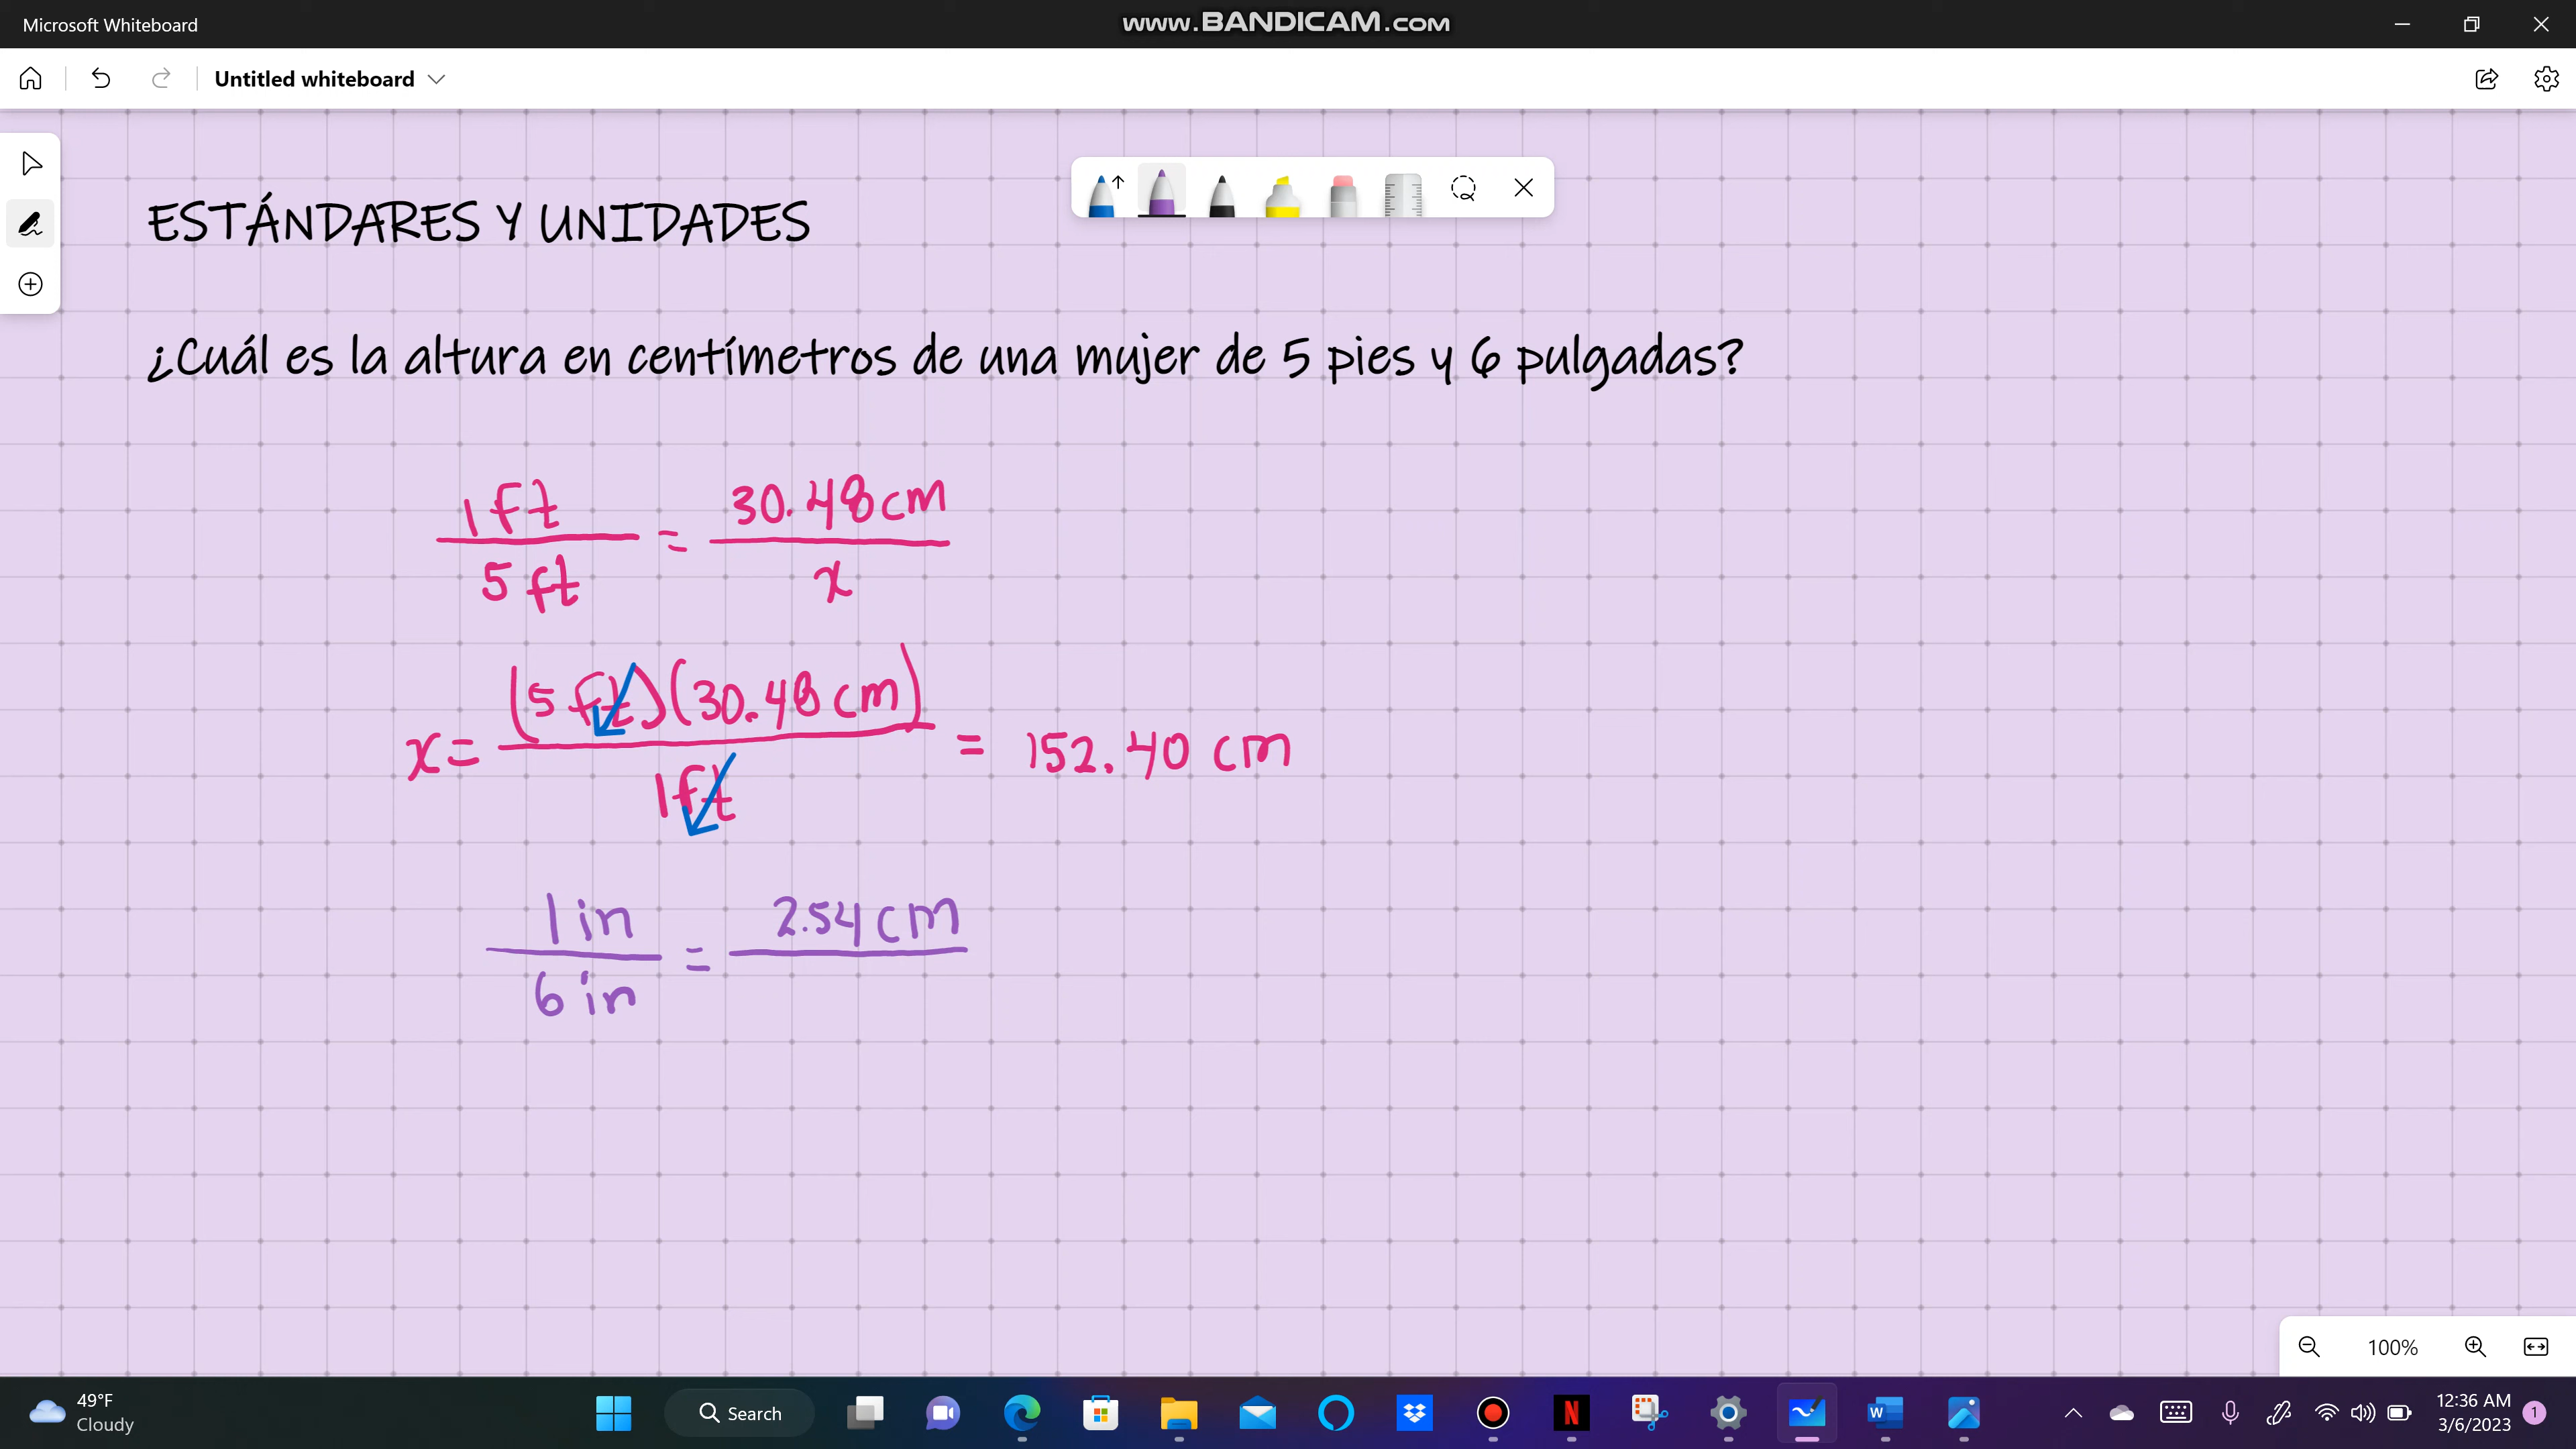 Microsoft Whiteboard
www.BANDICAM.com
Untitled whiteboard
ESTÁNDARES Y UNIDADES
¿Cuál es la altura en centímetros de una mujer de 5 pies y 6 pulgadas?
1 ft = 30.48 cm
5 ft x
x = (5 ft)(30.48 cm) = 152.40 cm
1 ft
1 in = 2.54 cm
6 in
100%
49°F
Cloudy
Search
12:36 AM
3/6/2023
1